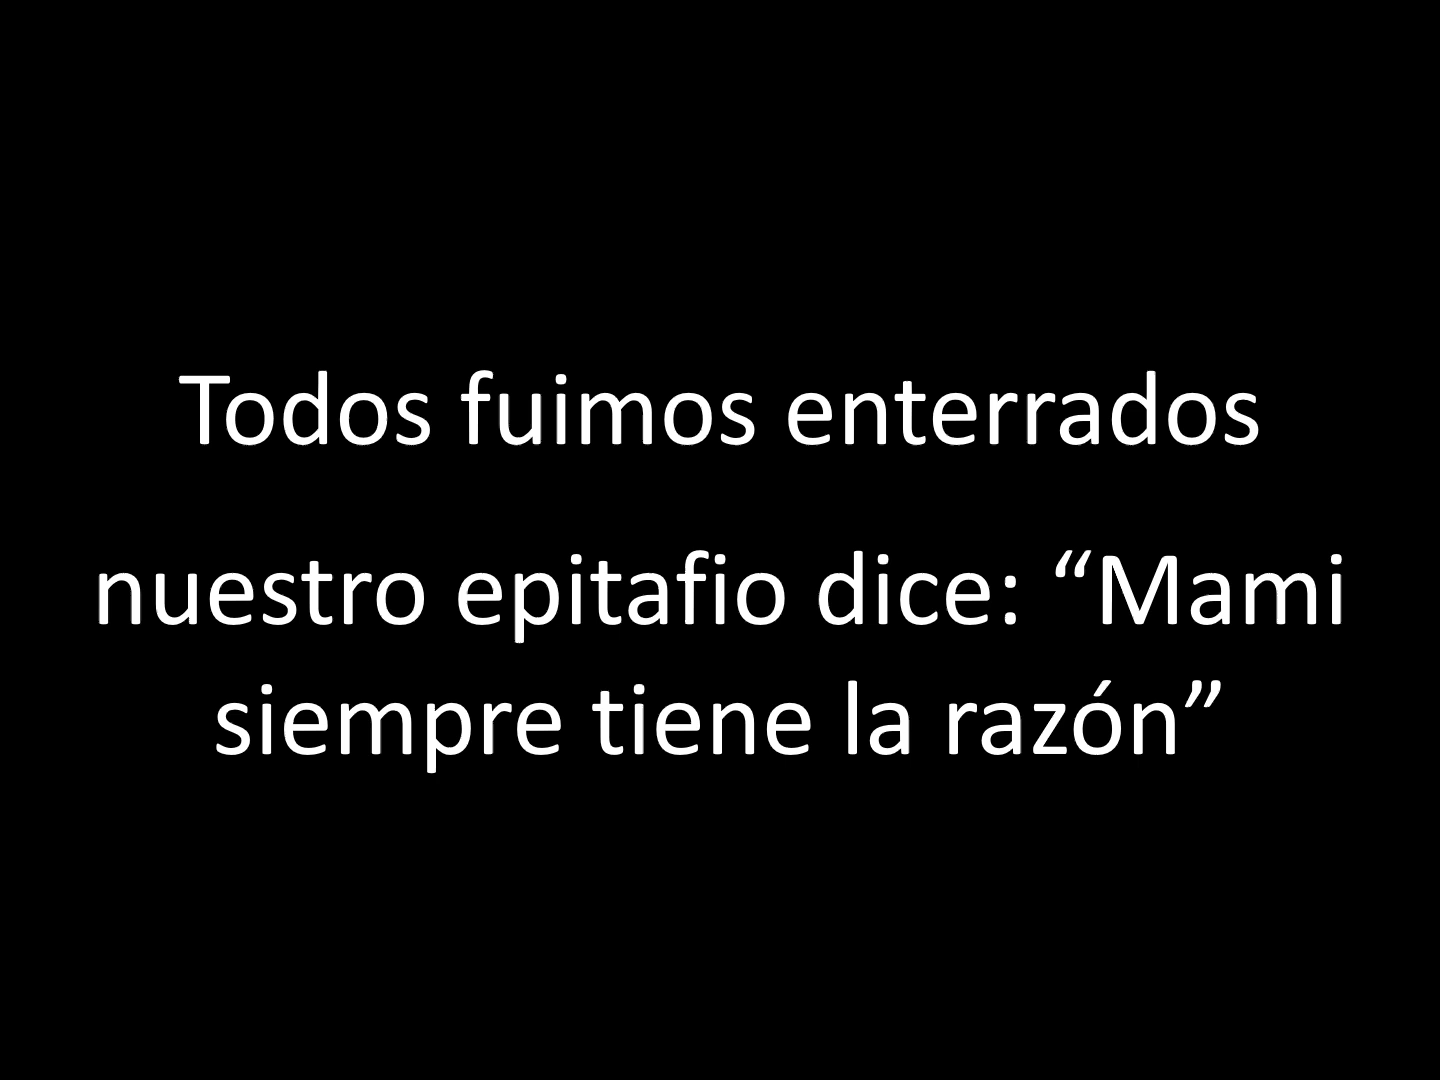 Todos fuimos enterrados
nuestro epitafio dice: “Mami
siempre tiene la razón”